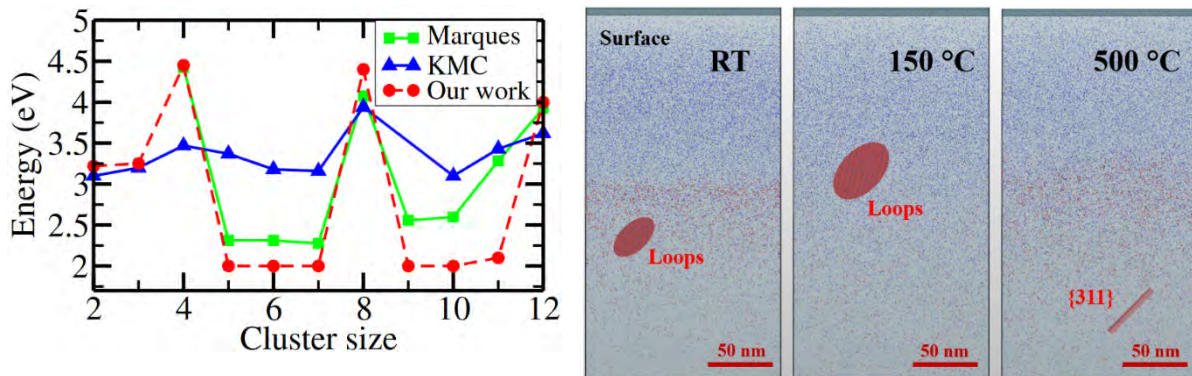 Energy (eV)
5
4.5
4
3.5
3
2.5
2
2 4 6 8 10 12
Cluster size
Marques
KMC
Our work
Surface
RT
Loops
50 nm
150 °C
Loops
50 nm
500 °C
{311}
50 nm